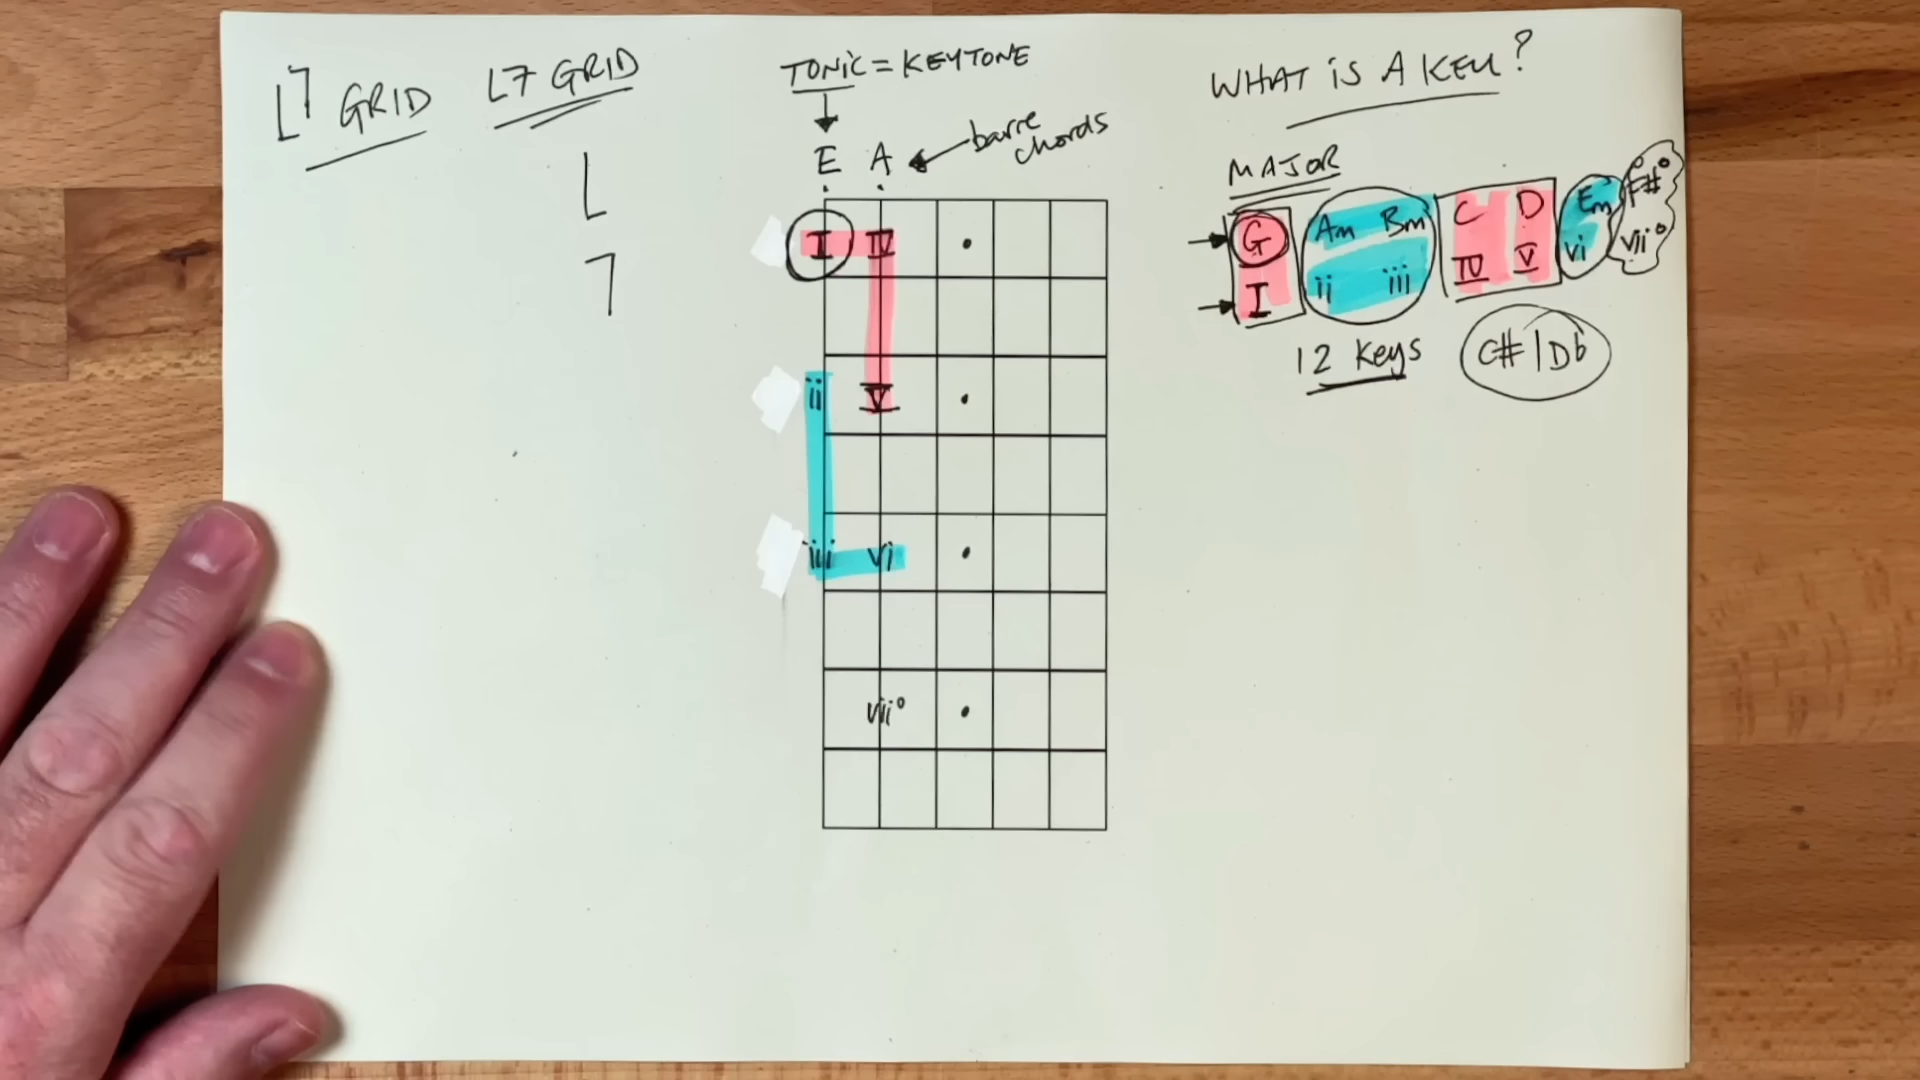 L7 GRID
L7 GRID
L
7
TONiC = KEYTONE
E A
barre
chords
I IV
ii V
iii vi
vii°
WHAT iS A KEY?
MAJOR
G Am Bm C D Em F#°
I ii iii IV V vi vii°
12 Keys
C#|Db